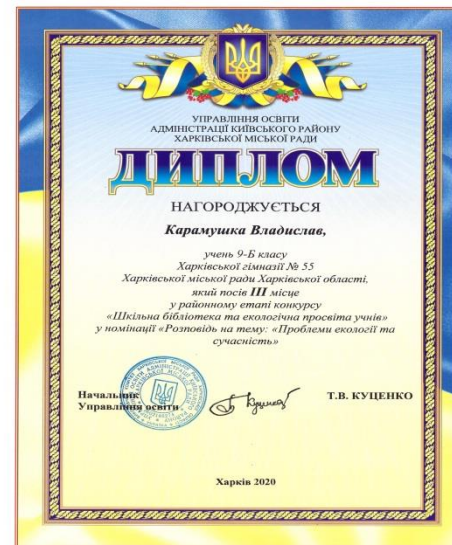 УПРАВЛІННЯ ОСВІТИ
АДМІНІСТРАЦІЇ КИЇВСЬКОГО РАЙОНУ
ХАРКІВСЬКОЇ МІСЬКОЇ РАДИ
ДИПЛОМ
НАГОРОДЖУЄТЬСЯ
Карамушка Владислав,
учень 9-Б класу
Харківської гімназії № 55
Харківської міської ради Харківської області,
який посів III місце
у районному етапі конкурсу
«Шкільна бібліотека та екологічна просвіта учнів»
у номінації «Розповідь на тему: «Проблеми екології та
сучасність»
Начальник
Управління освіти
Т.В. КУЦЕНКО
Харків 2020